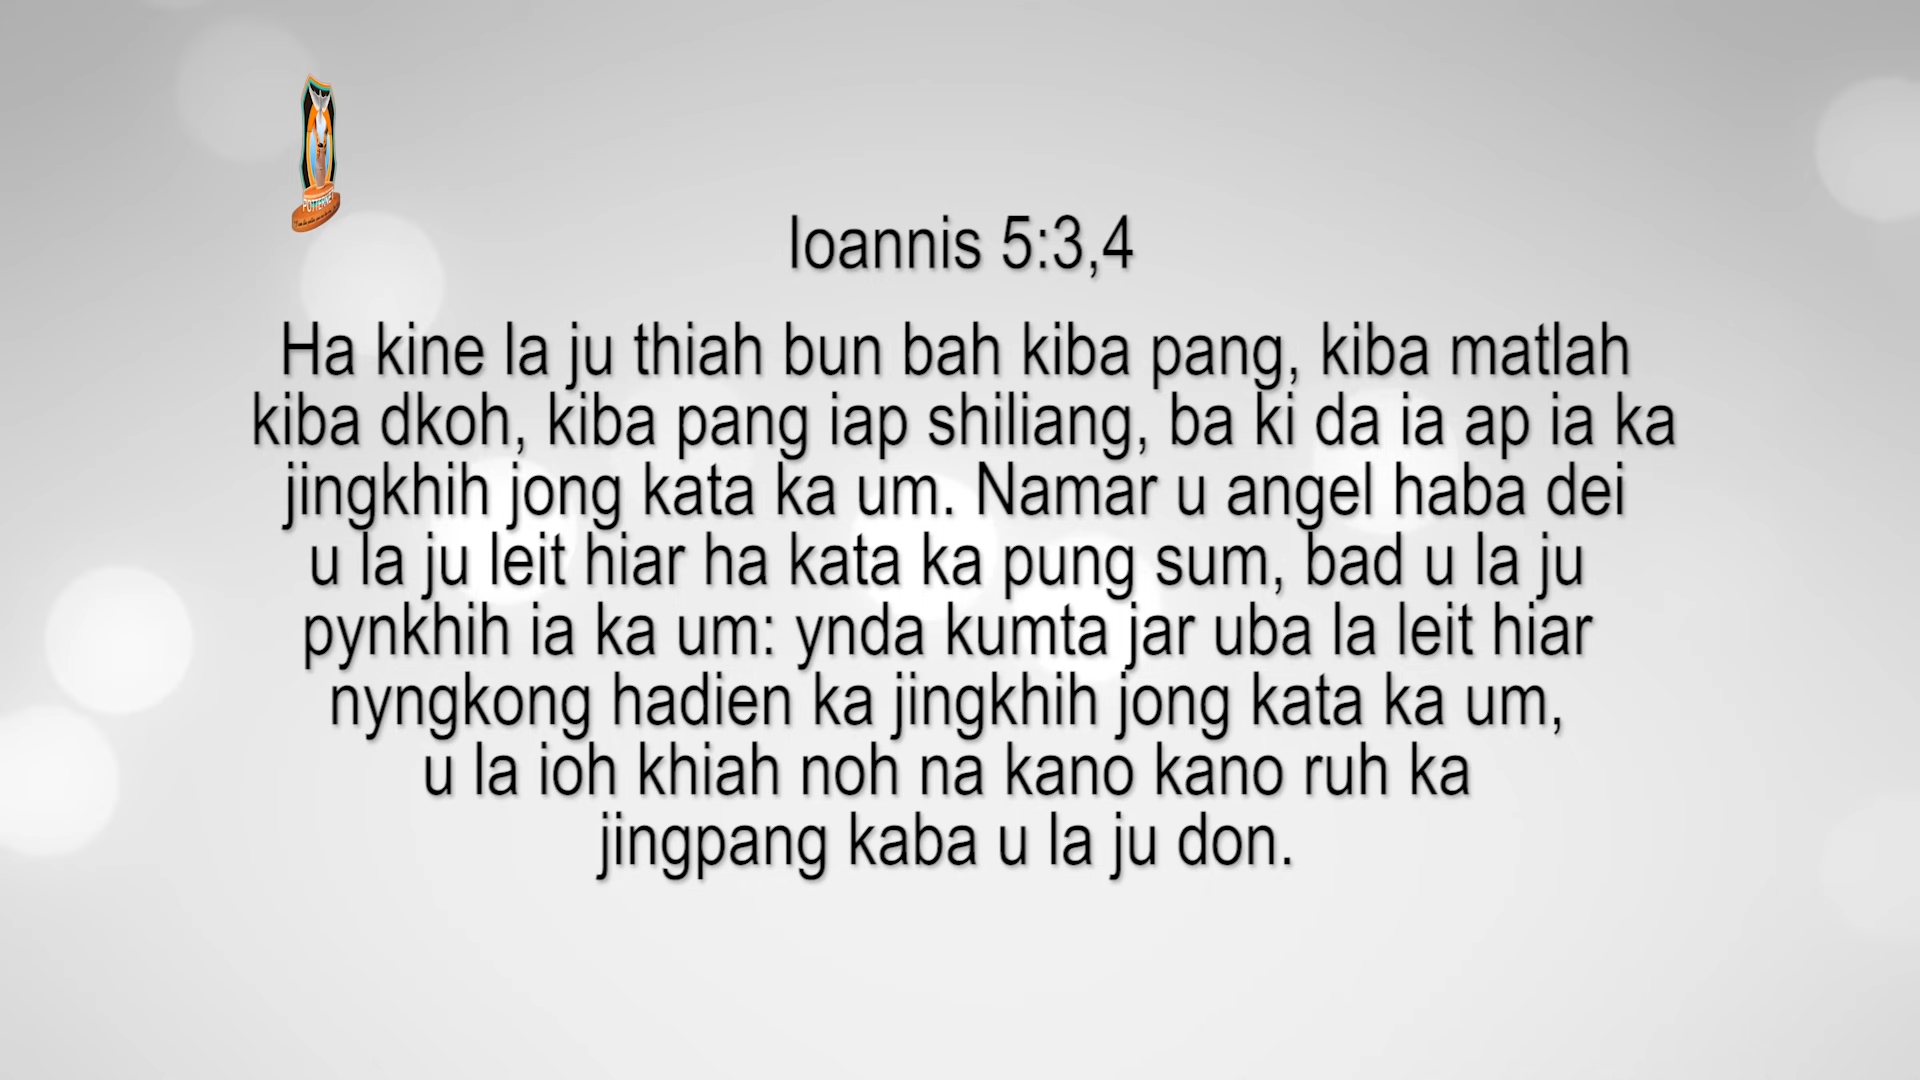 POTTERNET
Ioannis 5:3,4
Ha kine la ju thiah bun bah kiba pang, kiba matlah
kiba dkoh, kiba pang iap shiliang, ba ki da ia ap ia ka
jingkhih jong kata ka um. Namar u angel haba dei
u la ju leit hiar ha kata ka pung sum, bad u la ju
pynkhih ia ka um: ynda kumta jar uba la leit hiar
nyngkong hadien ka jingkhih jong kata ka um,
u la ioh khiah noh na kano kano ruh ka
jingpang kaba u la ju don.